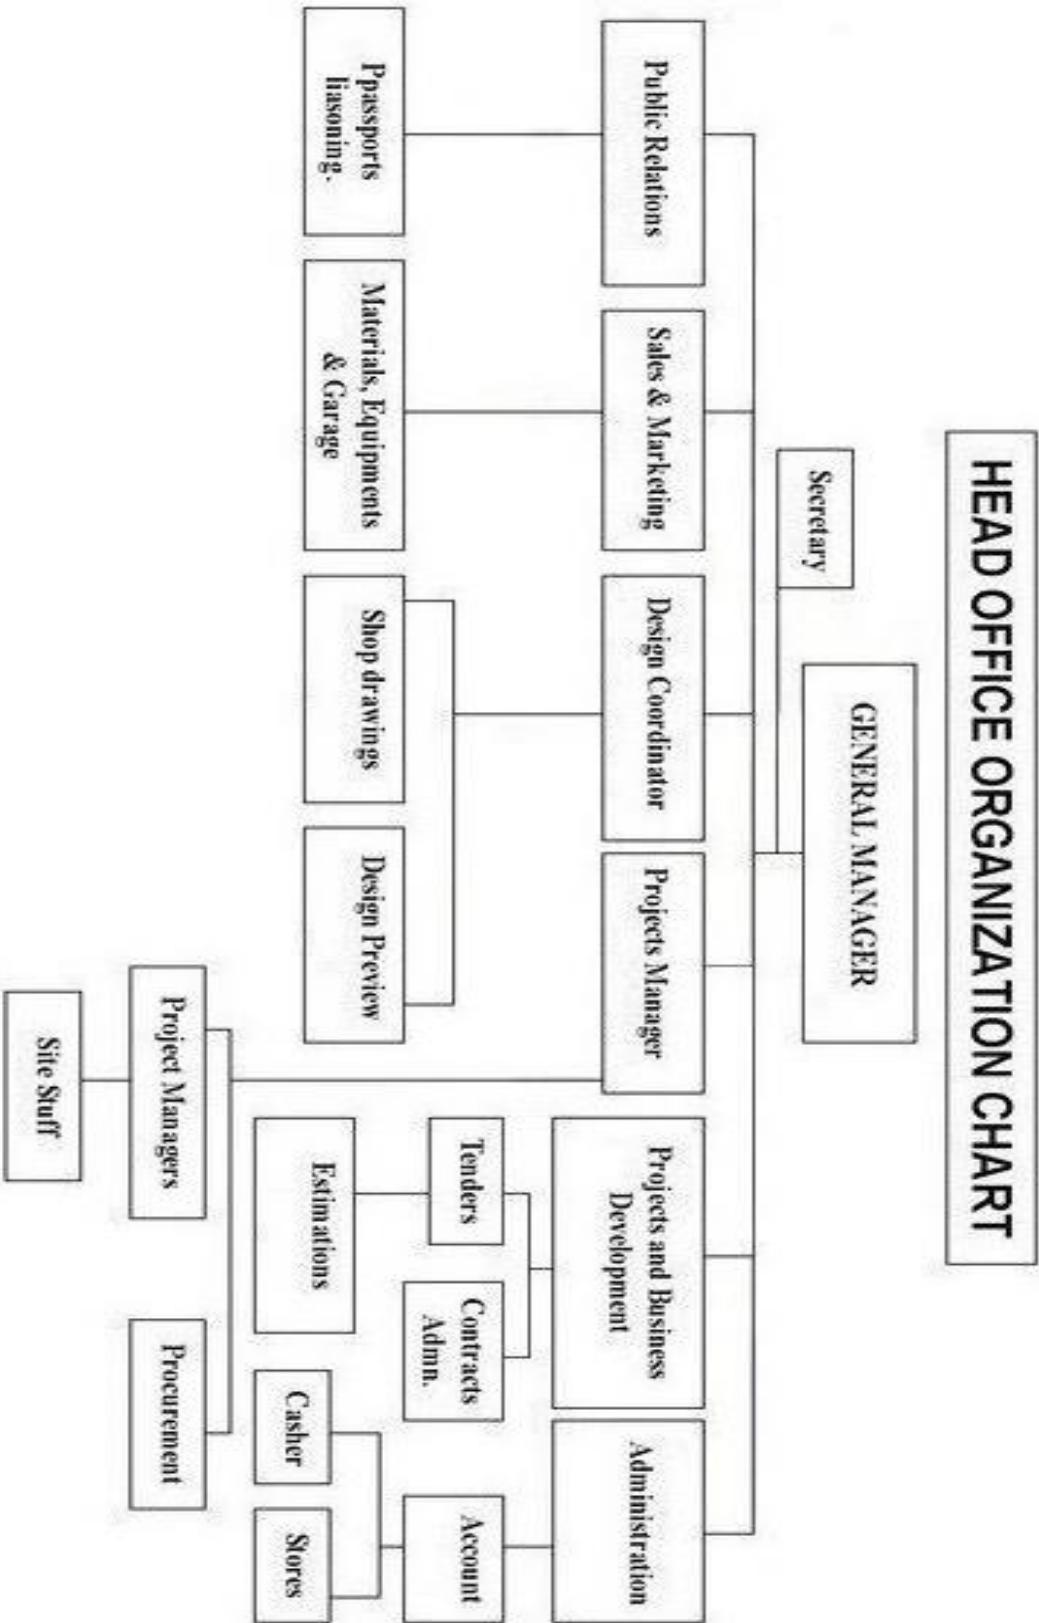 HEAD OFFICE ORGANIZATION CHART
GENERAL MANAGER
Secretary
Public Relations
Sales & Marketing
Design Coordinator
Projects Manager
Projects and Business
Development
Administration
Ppassports
liasoning.
Materials, Equipments
& Garage
Shop drawings
Design Preview
Tenders
Contracts
Admn.
Account
Estimations
Casher
Stores
Project Managers
Procurement
Site Stuff